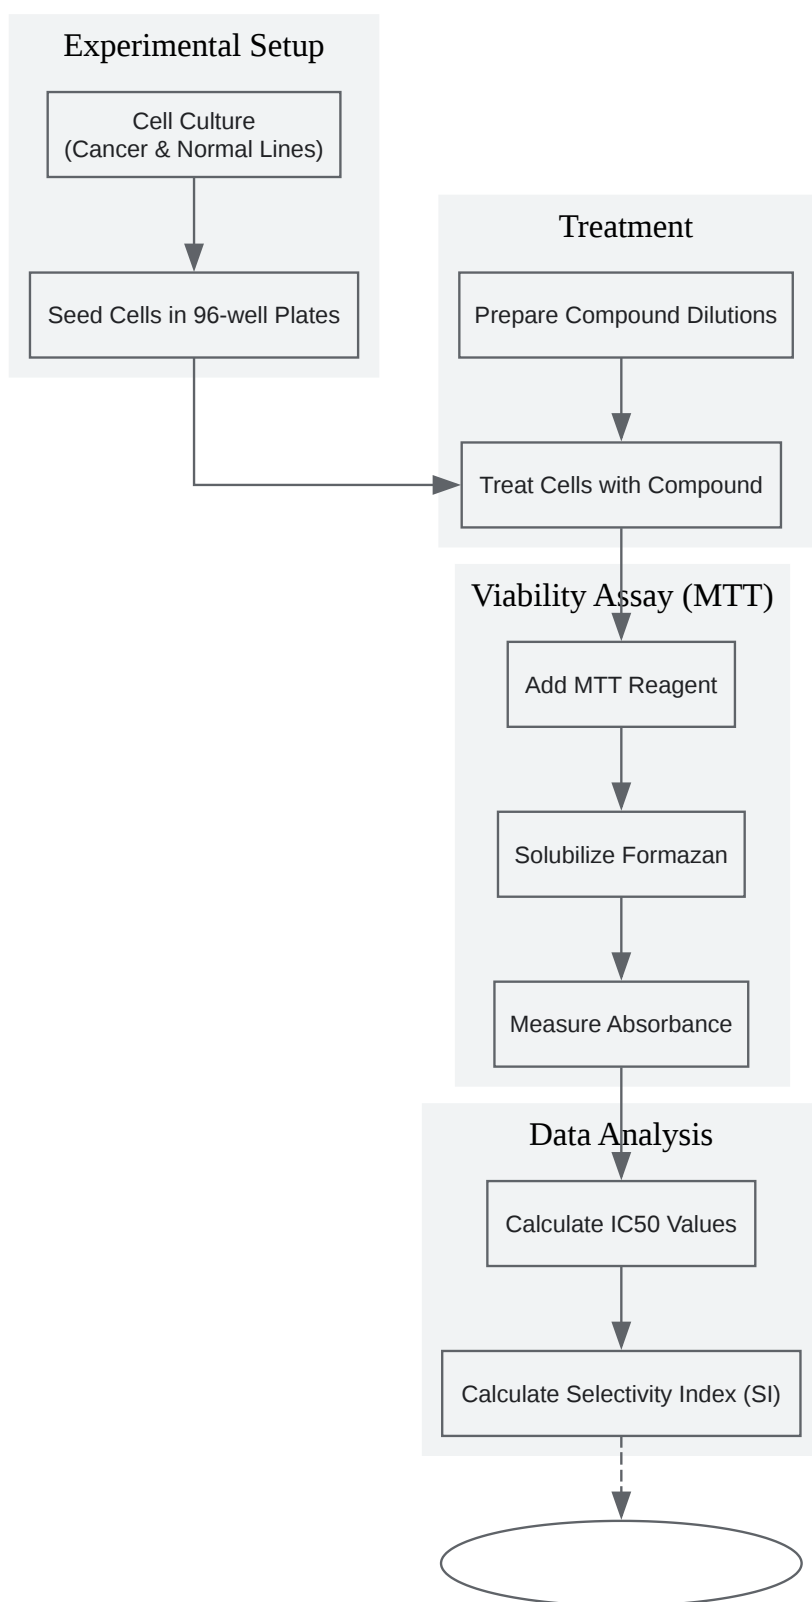 Experimental Setup
Cell Culture
(Cancer & Normal Lines)
Seed Cells in 96-well Plates
Treatment
Prepare Compound Dilutions
Treat Cells with Compound
Viability Assay (MTT)
Add MTT Reagent
Solubilize Formazan
Measure Absorbance
Data Analysis
Calculate IC50 Values
Calculate Selectivity Index (SI)